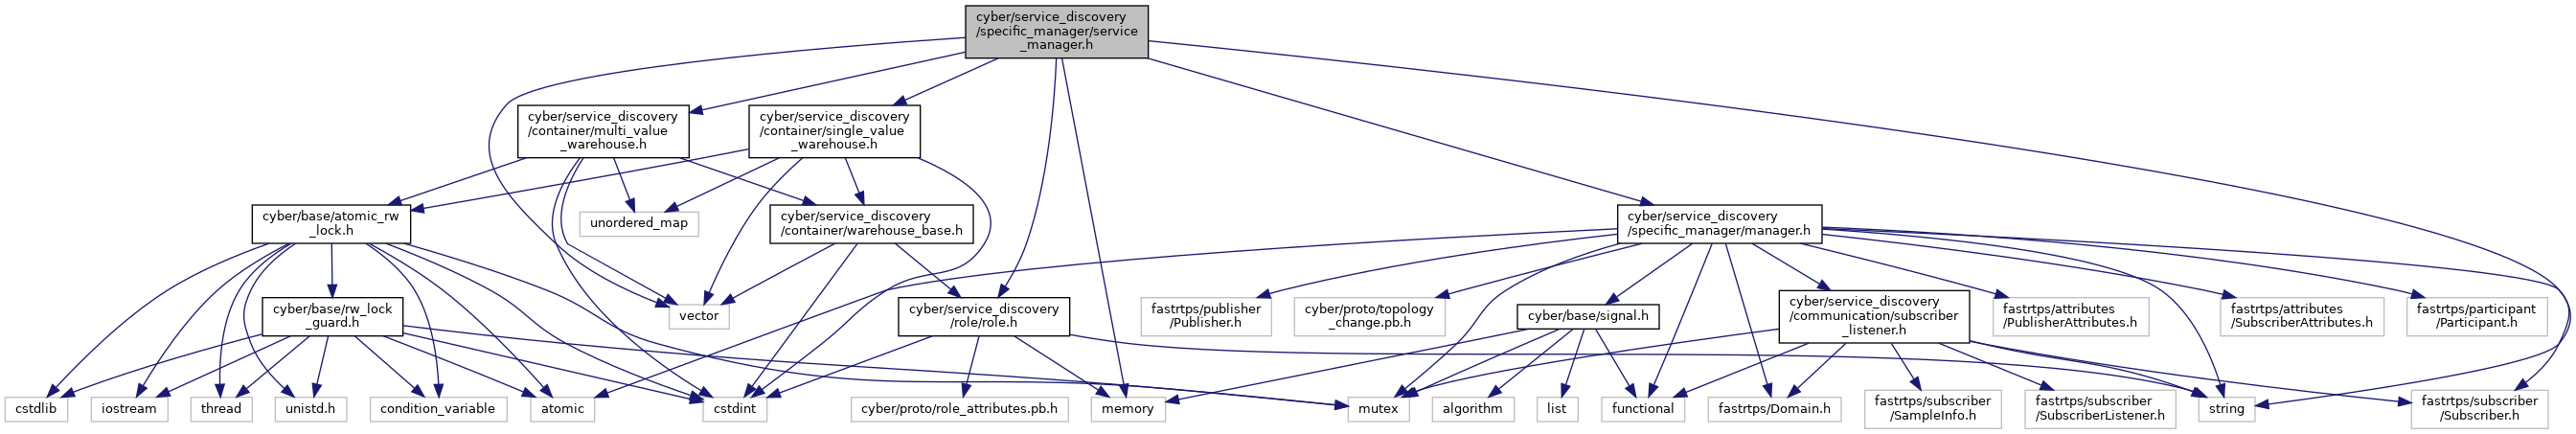 cyber/service_discovery
/specific_manager/service
_manager.h
cyber/service_discovery
/container/multi_value
_warehouse.h
cyber/service_discovery
/container/single_value
_warehouse.h
cyber/base/atomic_rw
_lock.h
unordered_map
cyber/service_discovery
/container/warehouse_base.h
cyber/service_discovery
/specific_manager/manager.h
cyber/base/rw_lock
_guard.h
vector
cyber/service_discovery
/role/role.h
fastrtps/publisher
/Publisher.h
cyber/proto/topology
_change.pb.h
cyber/base/signal.h
cyber/service_discovery
/communication/subscriber
_listener.h
fastrtps/attributes
/PublisherAttributes.h
fastrtps/attributes
/SubscriberAttributes.h
fastrtps/participant
/Participant.h
cstdlib
iostream
thread
unistd.h
condition_variable
atomic
cstdint
cyber/proto/role_attributes.pb.h
memory
mutex
algorithm
list
functional
fastrtps/Domain.h
fastrtps/subscriber
/SampleInfo.h
fastrtps/subscriber
/SubscriberListener.h
string
fastrtps/subscriber
/Subscriber.h